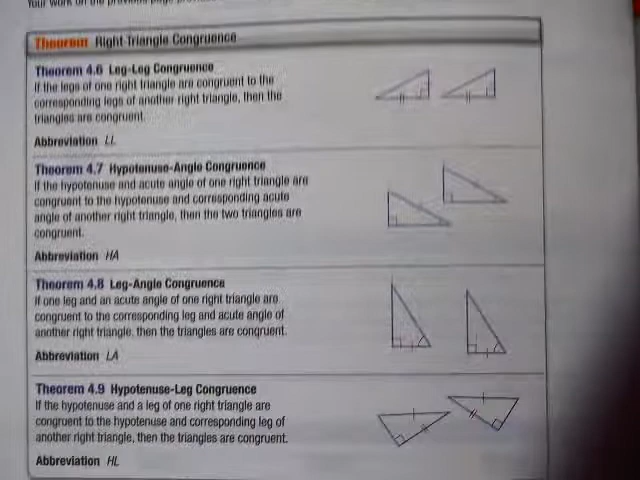 Your work on the previous page
Theorem Right Triangle Congruence
Theorem 4.6 Leg-Leg Congruence
If the legs of one right triangle are congruent to the
corresponding legs of another right triangle, then the
triangles are congruent.
Abbreviation LL
Theorem 4.7 Hypotenuse-Angle Congruence
If the hypotenuse and acute angle of one right triangle are
congruent to the hypotenuse and corresponding acute
angle of another right triangle, then the two triangles are
congruent.
Abbreviation HA
Theorem 4.8 Leg-Angle Congruence
If one leg and an acute angle of one right triangle are
congruent to the corresponding leg and acute angle of
another right triangle, then the triangles are congruent.
Abbreviation LA
Theorem 4.9 Hypotenuse-Leg Congruence
If the hypotenuse and a leg of one right triangle are
congruent to the hypotenuse and corresponding leg of
another right triangle, then the triangles are congruent.
Abbreviation HL